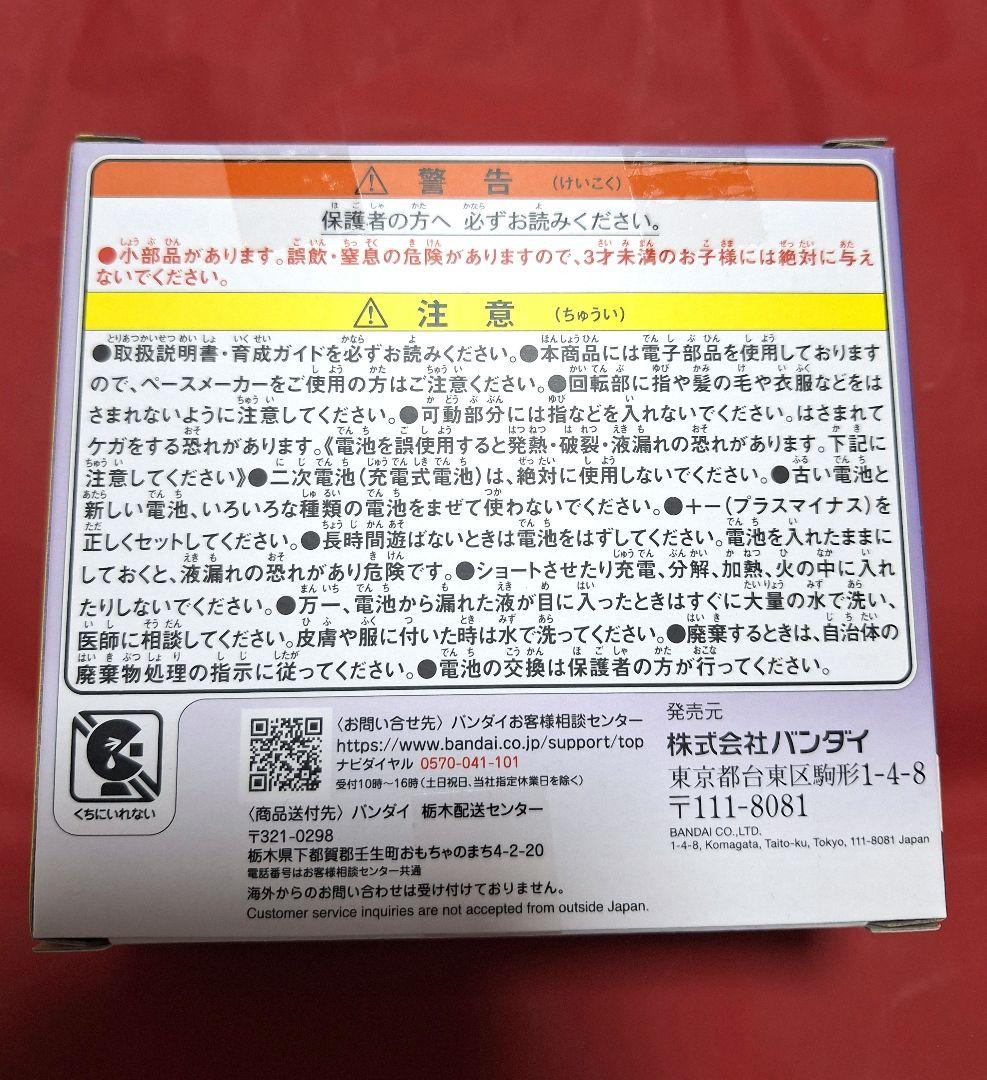 ⚠ 警告 (けいこく)
保護者の方へ 必ずお読みください。
●小部品があります。誤飲・窒息の危険がありますので、3才未満のお子様には絶対に与え
ないでください。
⚠ 注意 (ちゅうい)
●取扱説明書・育成ガイドを必ずお読みください。●本商品には電子部品を使用しております
ので、ペースメーカーをご使用の方はご注意ください。●回転部に指や髪の毛や衣服などをは
さまれないように注意してください。●可動部分には指などを入れないでください。はさまれて
ケガをする恐れがあります。《電池を誤使用すると発熱・破裂・液漏れの恐れがあります。下記に
注意してください》●二次電池(充電式電池)は、絶対に使用しないでください。●古い電池と
新しい電池、いろいろな種類の電池をまぜて使わないでください。●＋－(プラスマイナス)を
正しくセットしてください。●長時間遊ばないときは電池をはずしてください。電池を入れたままに
しておくと、液漏れの恐れがあり危険です。●ショートさせたり充電、分解、加熱、火の中に入れ
たりしないでください。●万一、電池から漏れた液が目に入ったときはすぐに大量の水で洗い、
医師に相談してください。皮膚や服に付いた時は水で洗ってください。●廃棄するときは、自治体の
廃棄物処理の指示に従ってください。●電池の交換は保護者の方が行ってください。
くちにいれない
〈お問い合せ先〉バンダイお客様相談センター
https://www.bandai.co.jp/support/top
ナビダイヤル 0570-041-101
受付10時～16時(土日祝日、当社指定休業日を除く)
〈商品送付先〉バンダイ 栃木配送センター
〒321-0298
栃木県下都賀郡壬生町おもちゃのまち4-2-20
電話番号はお客様相談センター共通
海外からのお問い合わせは受け付けておりません。
Customer service inquiries are not accepted from outside Japan.
発売元
株式会社バンダイ
東京都台東区駒形1-4-8
〒111-8081
BANDAI CO.,LTD.
1-4-8, Komagata, Taito-ku, Tokyo, 111-8081 Japan